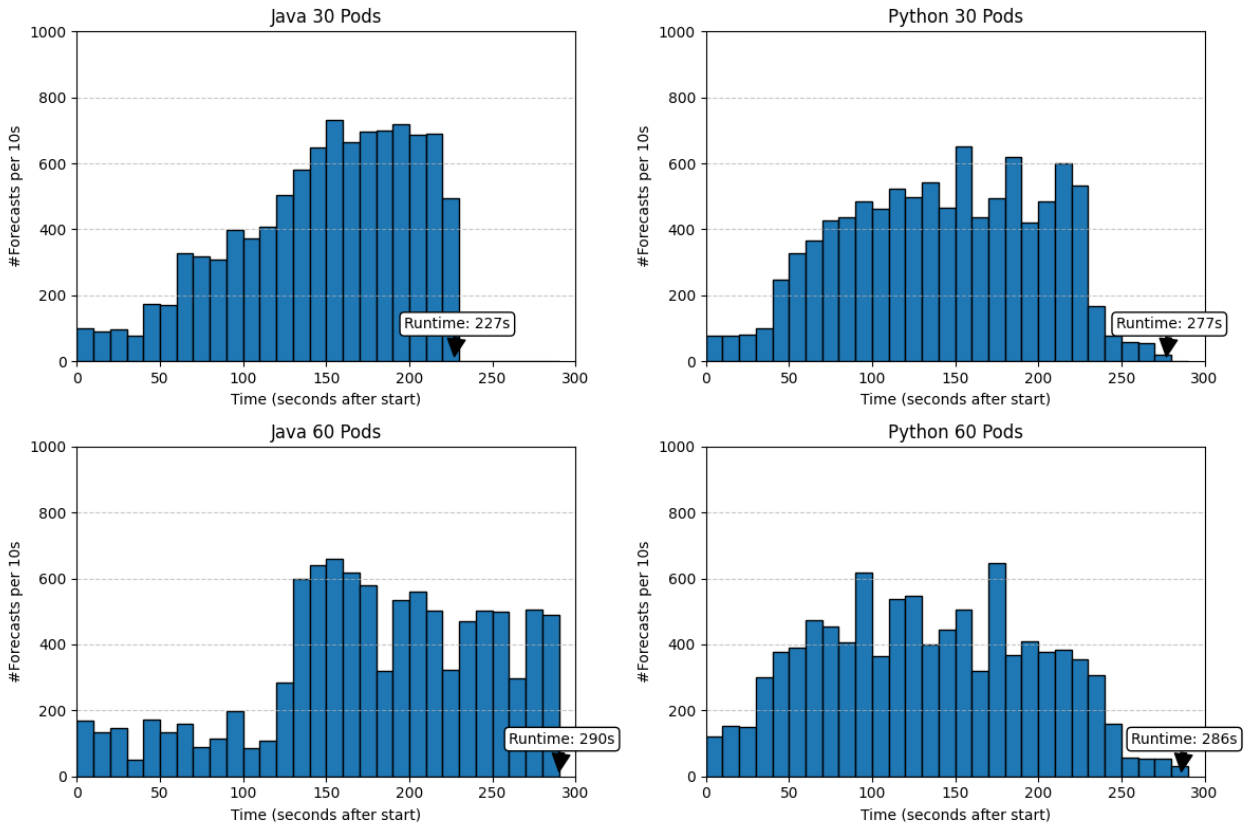 Java 30 Pods
1000
800
600
400
200
0
#Forecasts per 10s
Runtime: 227s
0 50 100 150 200 250 300
Time (seconds after start)
Python 30 Pods
1000
800
600
400
200
0
#Forecasts per 10s
Runtime: 277s
0 50 100 150 200 250 300
Time (seconds after start)
Java 60 Pods
1000
800
600
400
200
0
#Forecasts per 10s
Runtime: 290s
0 50 100 150 200 250 300
Time (seconds after start)
Python 60 Pods
1000
800
600
400
200
0
#Forecasts per 10s
Runtime: 286s
0 50 100 150 200 250 300
Time (seconds after start)